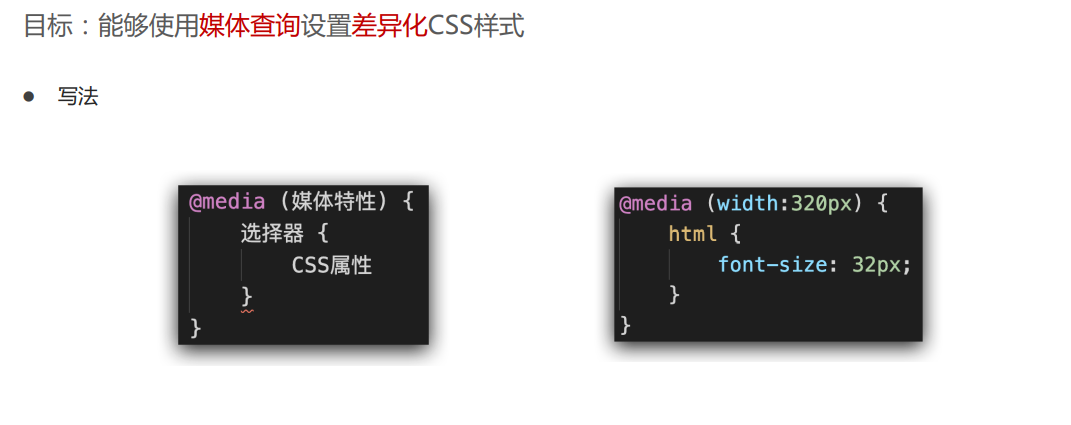 目标：能够使用媒体查询设置差异化CSS样式
● 写法
@media (媒体特性) {
选择器 {
CSS属性
}
}
@media (width:320px) {
html {
font-size: 32px;
}
}